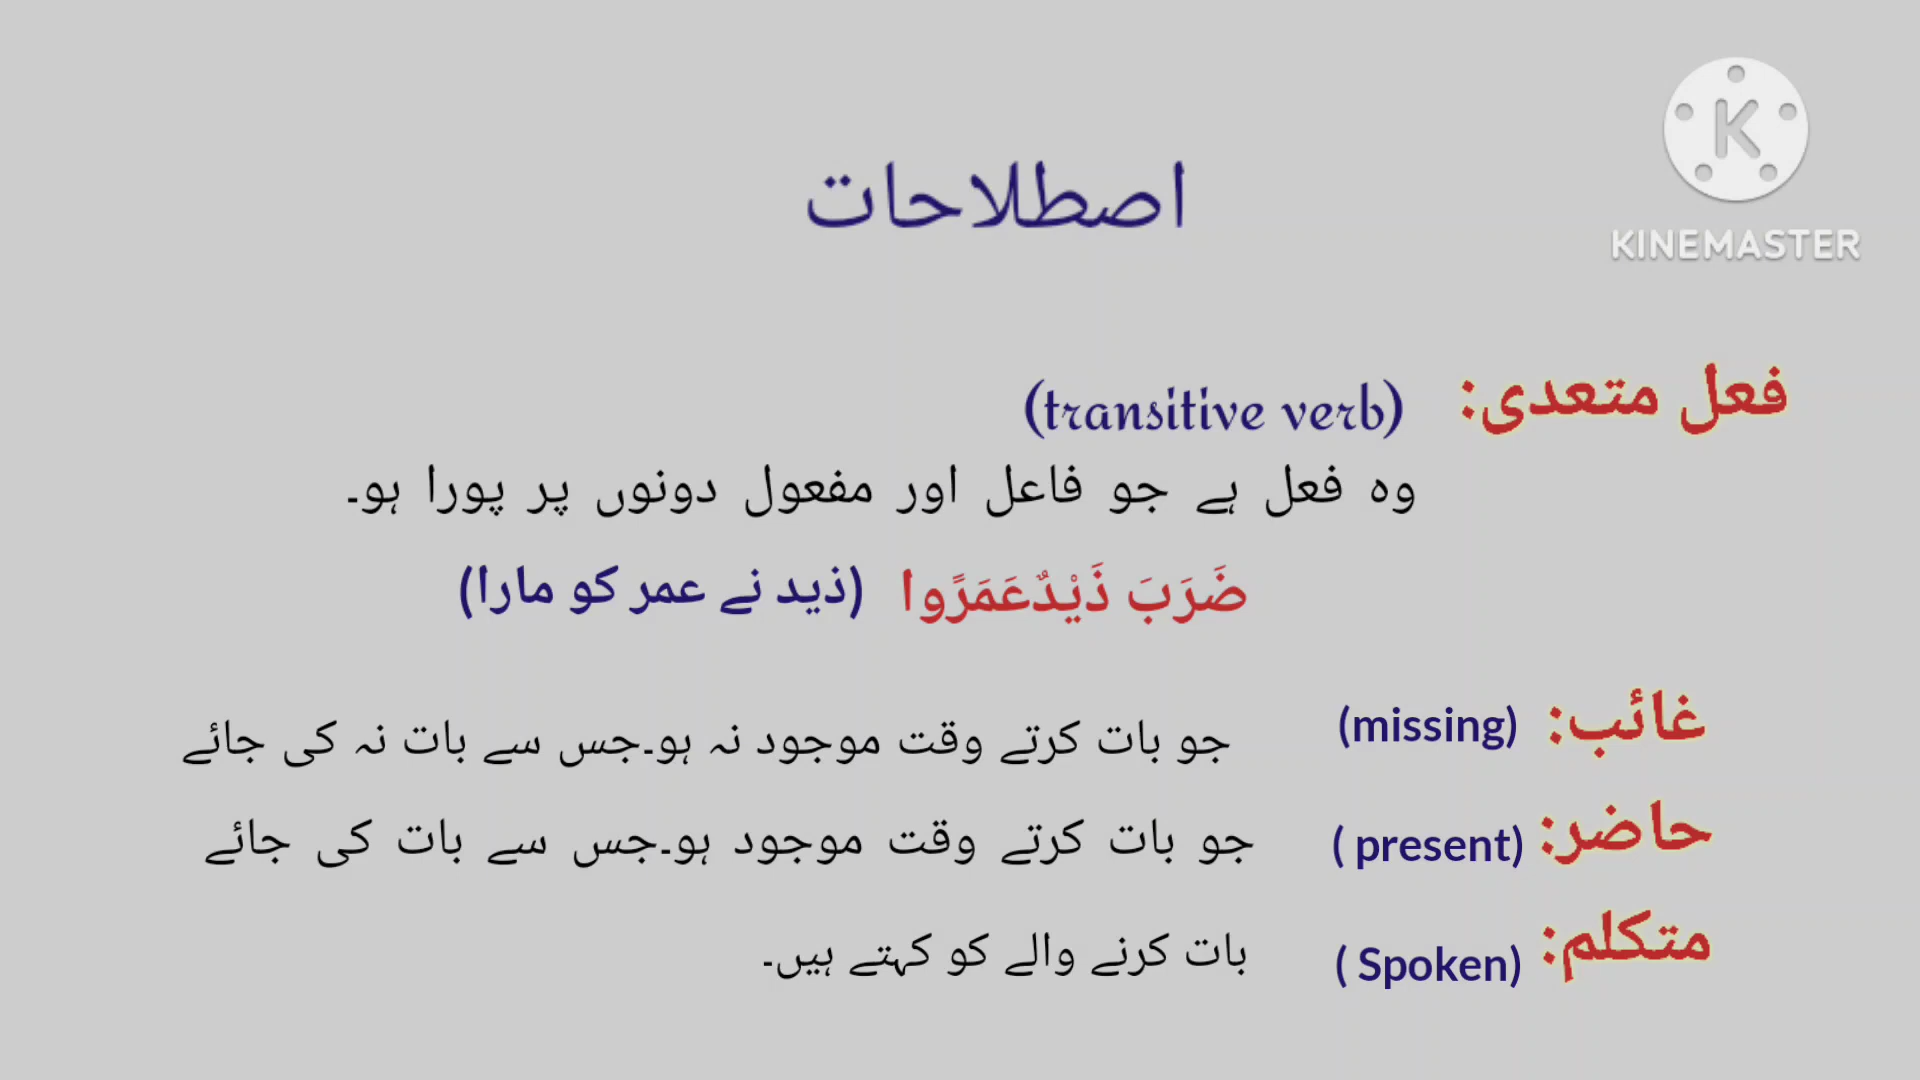 K
KINEMASTER
اصطلاحات
فعل متعدی: (transitive verb)
وہ فعل ہے جو فاعل اور مفعول دونوں پر پورا ہو۔
ضَرَبَ ذَیْدٌعَمَرًوا (ذید نے عمر کو مارا)
غائب: (missing) جو بات کرتے وقت موجود نہ ہو۔جس سے بات نہ کی جائے
حاضر: ( present) جو بات کرتے وقت موجود ہو۔جس سے بات کی جائے
متکلم: ( Spoken) بات کرنے والے کو کہتے ہیں۔